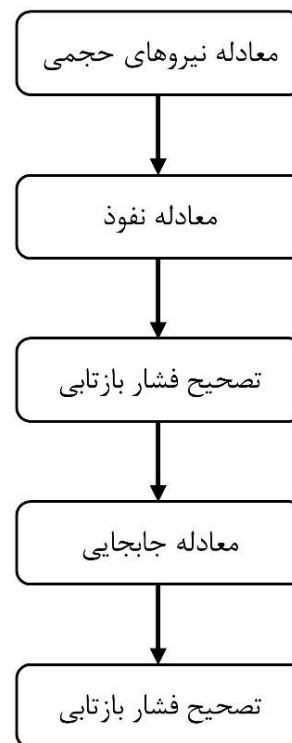 معادله نیروهای حجمی
معادله نفوذ
تصحیح فشار بازتابی
معادله جابجایی
تصحیح فشار بازتابی